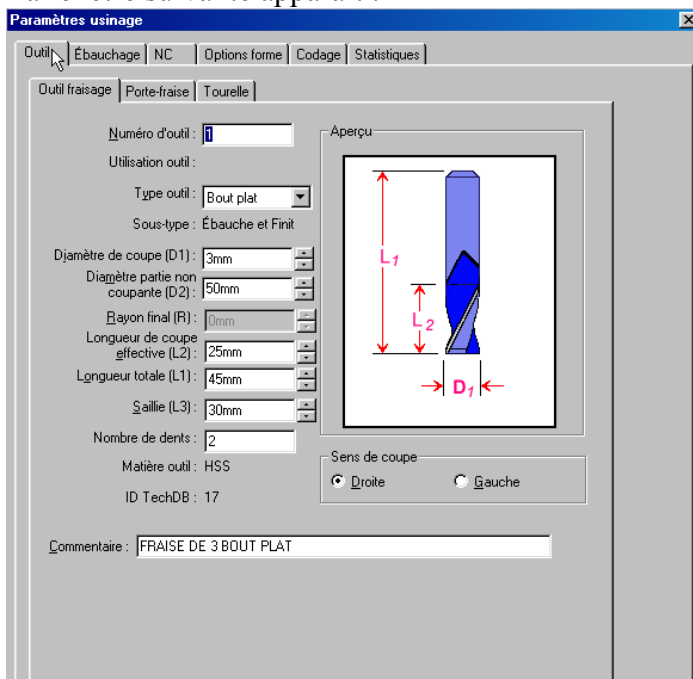 Paramètres usinage
Outil Ébauchage NC Options forme Codage Statistiques
Outil fraisage Porte-fraise Tourelle
Numéro d'outil : 1
Utilisation outil :
Type outil : Bout plat
Sous-type : Ébauche et Finit
Diamètre de coupe (D1) : 3mm
Diamètre partie non
coupante (D2) : 50mm
Rayon final (R) : 0mm
Longueur de coupe
effective (L2) : 25mm
Longueur totale (L1) : 45mm
Saillie (L3) : 30mm
Nombre de dents : 2
Matière outil : HSS
ID TechDB : 17
Aperçu
L1
L2
D1
Sens de coupe
Droite Gauche
Commentaire : FRAISE DE 3 BOUT PLAT